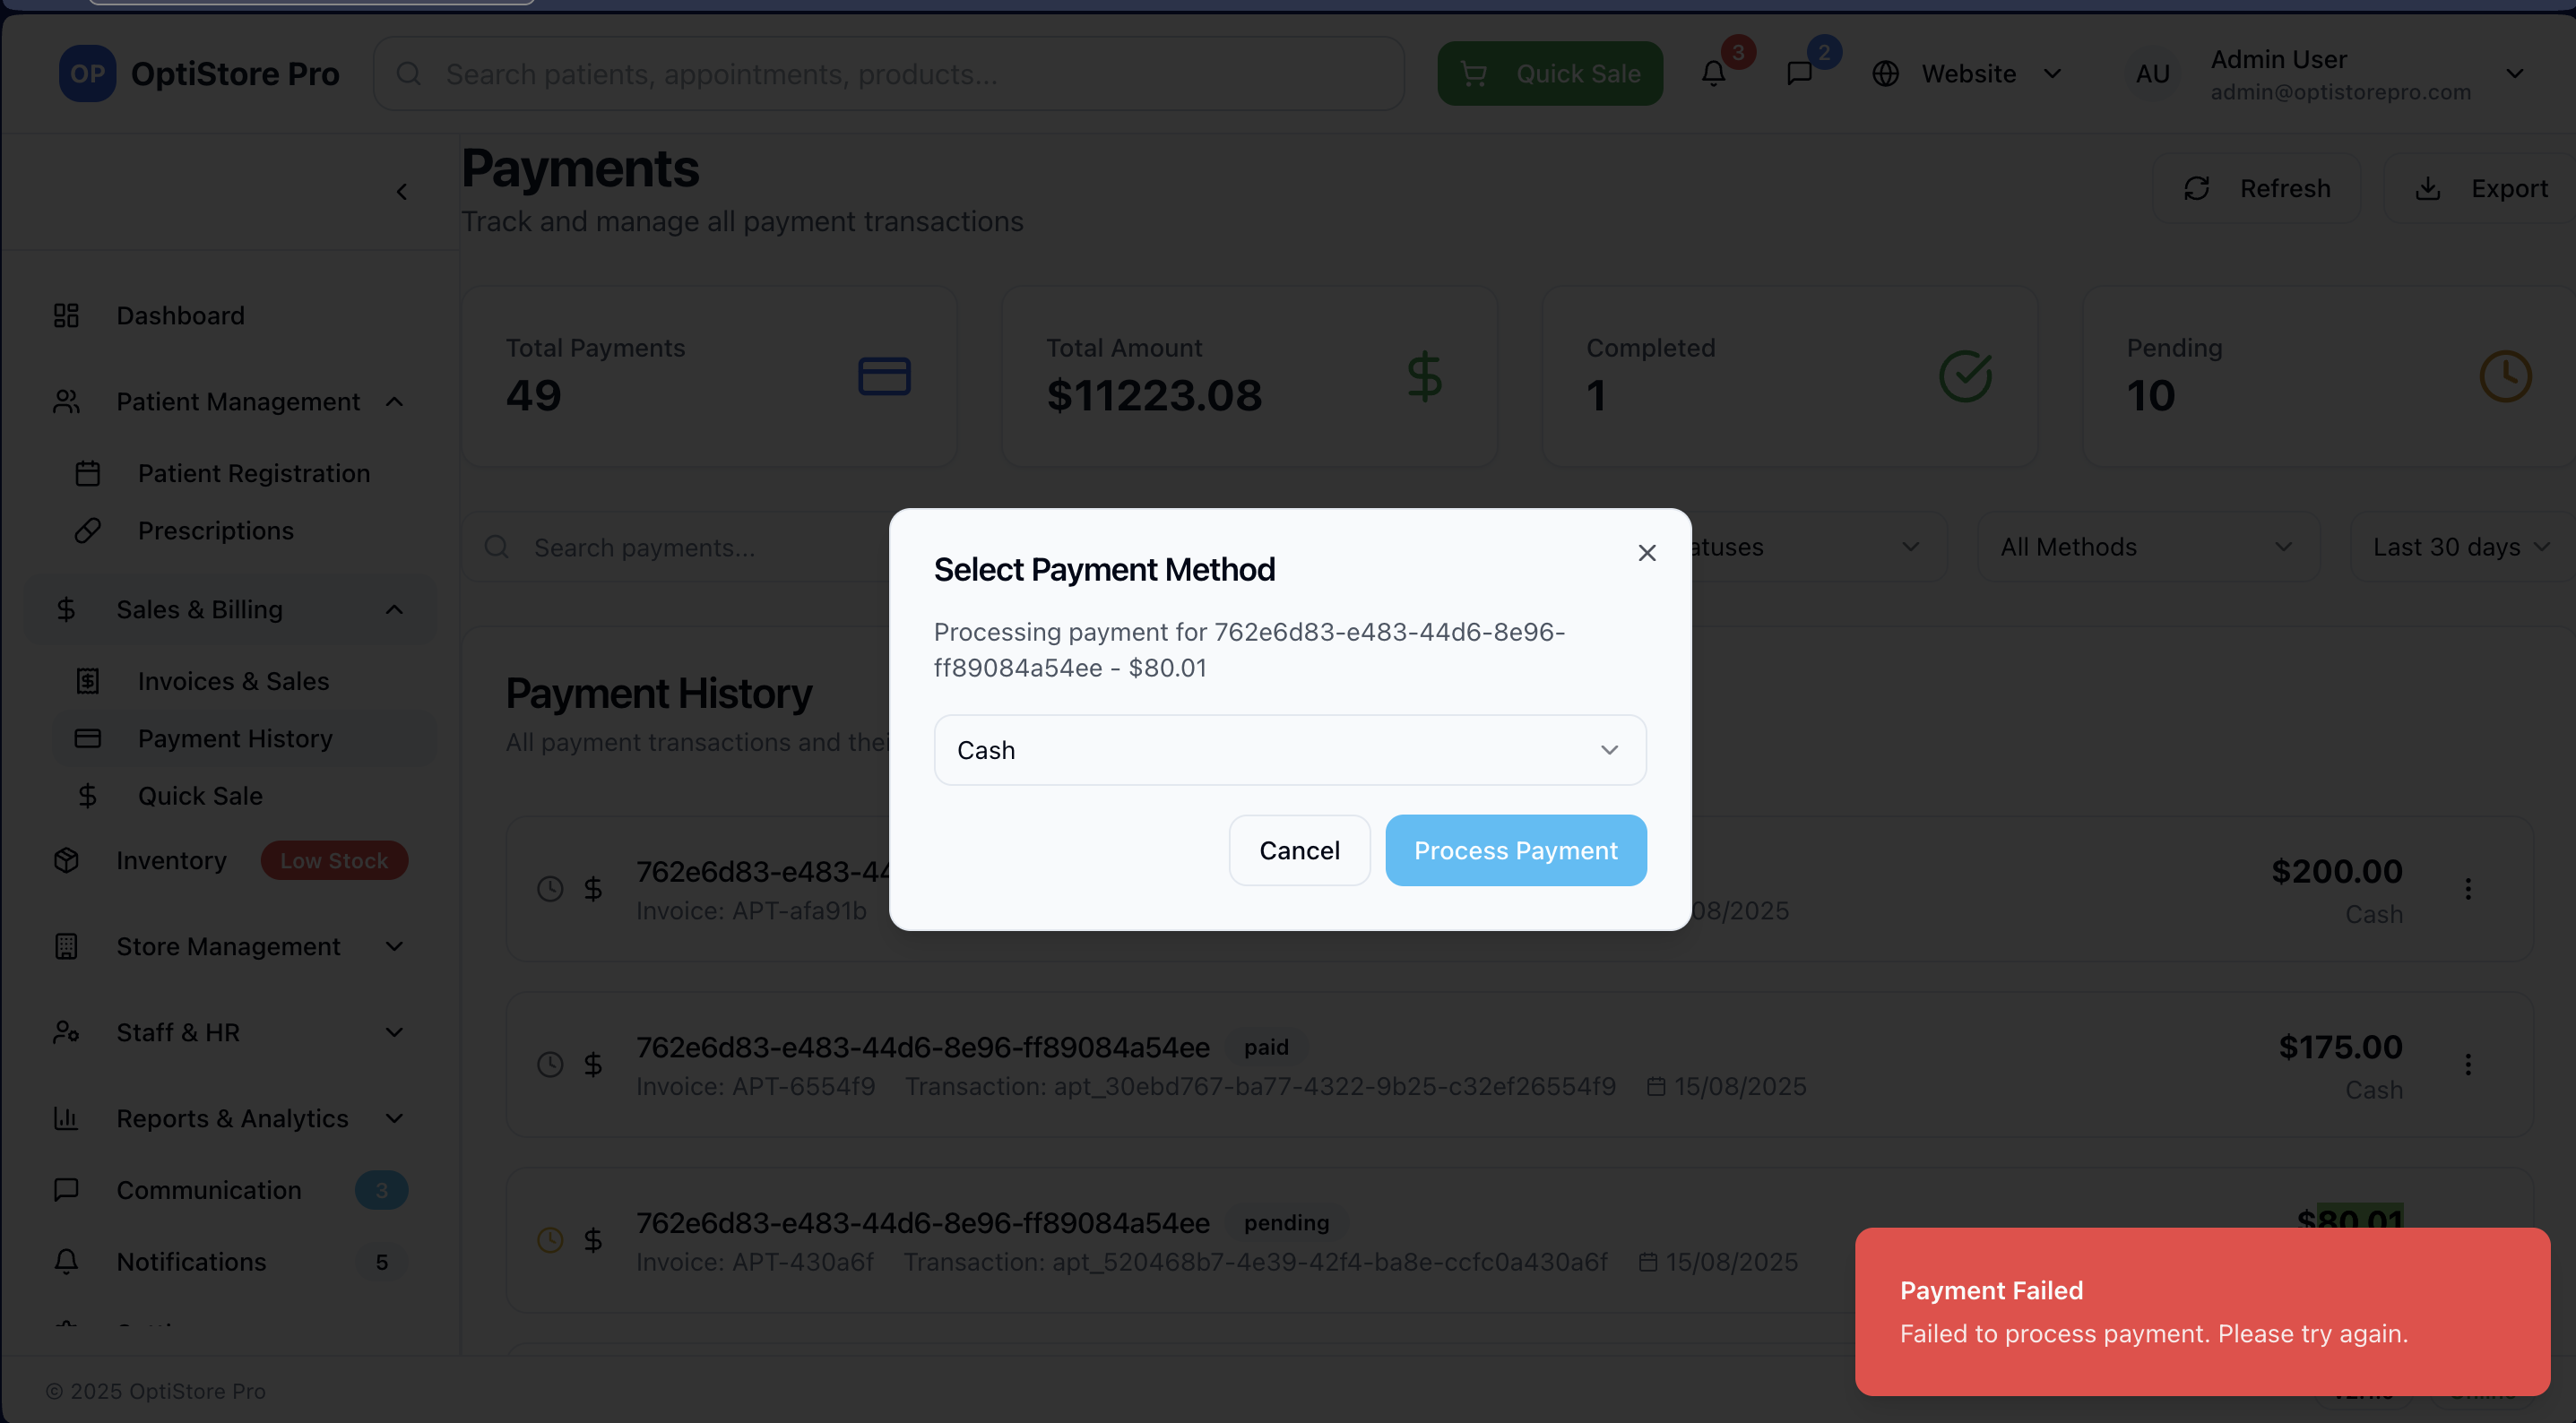 OP OptiStore Pro
Search patients, appointments, products...
Quick Sale
3
2
Website
AU
Admin User
admin@optistorepro.com
Payments
Track and manage all payment transactions
Refresh
Export
Dashboard
Patient Management
Patient Registration
Prescriptions
Sales & Billing
Invoices & Sales
Payment History
Quick Sale
Inventory Low Stock
Store Management
Staff & HR
Reports & Analytics
Communication 3
Notifications 5
Total Payments
49
Total Amount
$11223.08
Completed
1
Pending
10
Search payments...
atuses
All Methods
Last 30 days
Payment History
All payment transactions and thei
Select Payment Method
Processing payment for 762e6d83-e483-44d6-8e96-
ff89084a54ee - $80.01
Cash
Cancel
Process Payment
762e6d83-e483-44
Invoice: APT-afa91b
08/2025
$200.00
Cash
762e6d83-e483-44d6-8e96-ff89084a54ee paid
Invoice: APT-6554f9 Transaction: apt_30ebd767-ba77-4322-9b25-c32ef26554f9 15/08/2025
$175.00
Cash
762e6d83-e483-44d6-8e96-ff89084a54ee pending
Invoice: APT-430a6f Transaction: apt_520468b7-4e39-42f4-ba8e-ccfc0a430a6f 15/08/2025
$80.01
Payment Failed
Failed to process payment. Please try again.
© 2025 OptiStore Pro